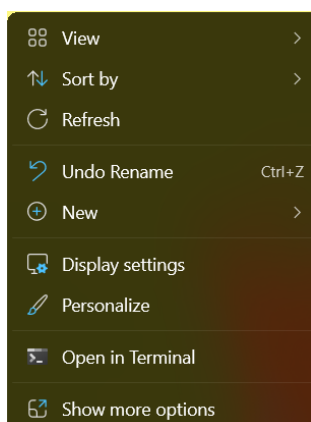 View
Sort by
Refresh
Undo Rename Ctrl+Z
New
Display settings
Personalize
Open in Terminal
Show more options